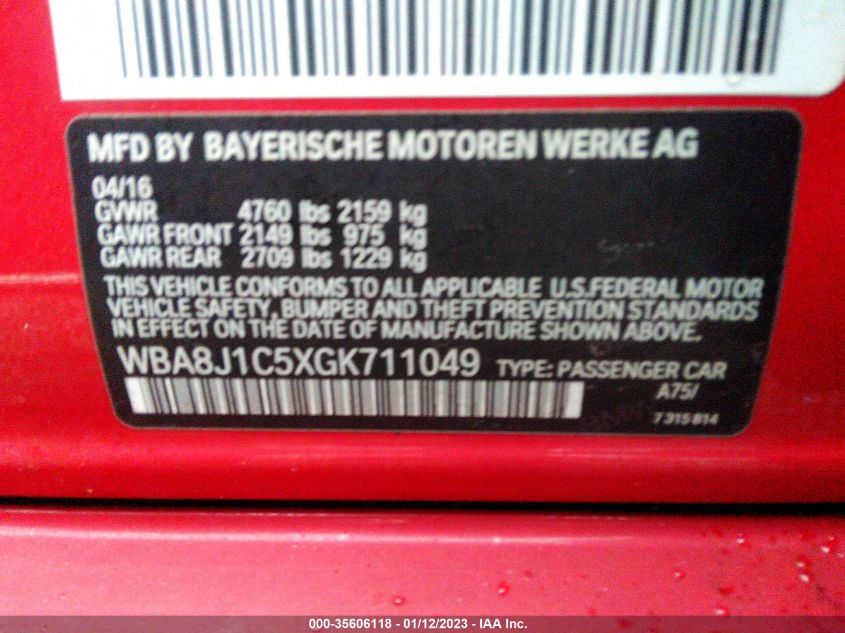 MFD BY BAYERISCHE MOTOREN WERKE AG
04/16
GVWR 4760 lbs 2159 kg
GAWR FRONT 2149 lbs 975 kg
GAWR REAR 2709 lbs 1229 kg
THIS VEHICLE CONFORMS TO ALL APPLICABLE U.S.FEDERAL MOTOR
VEHICLE SAFETY, BUMPER AND THEFT PREVENTION STANDARDS
IN EFFECT ON THE DATE OF MANUFACTURE SHOWN ABOVE.
WBA8J1C5XGK711049 TYPE: PASSENGER CAR
A75/
7 315 814
000-35606118 - 01/12/2023 - IAA Inc.